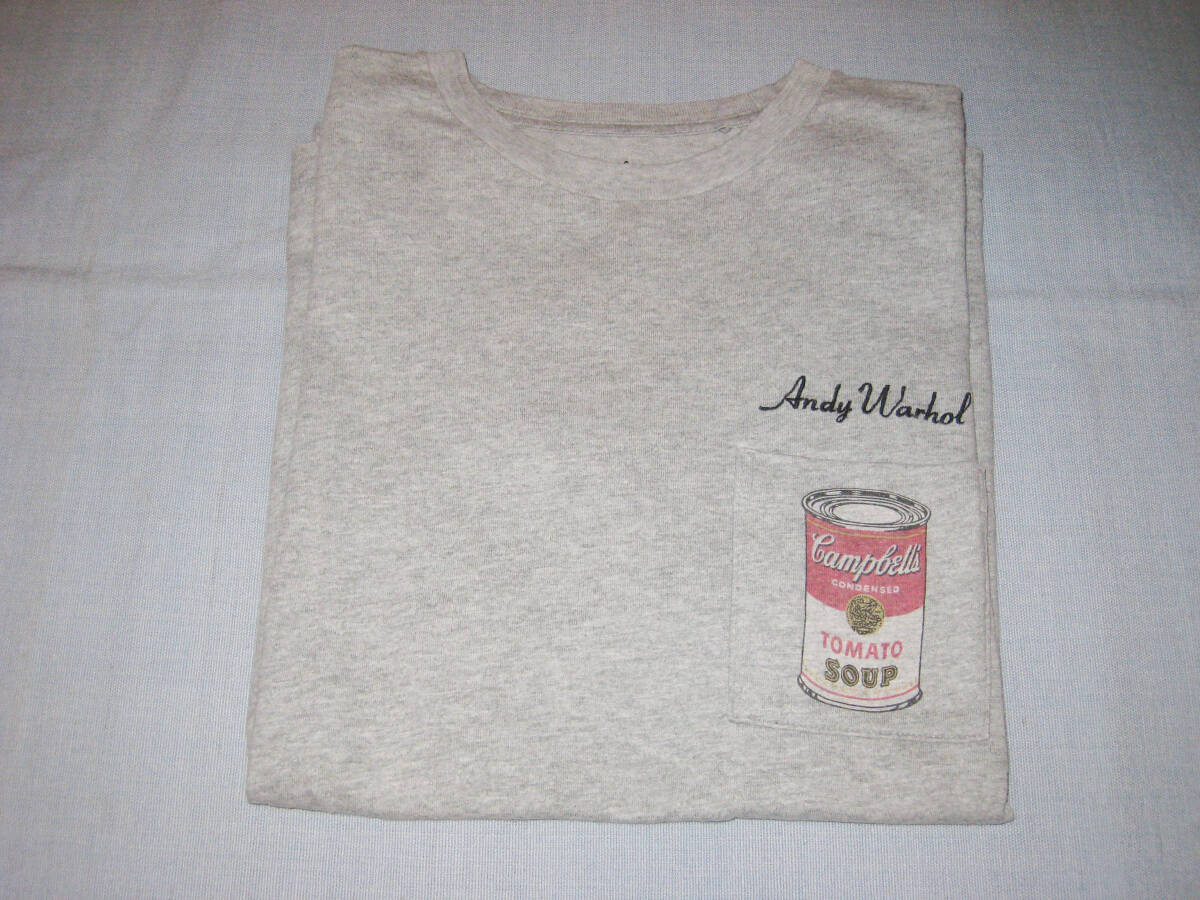 Andy Warhol
Campbell's
CONDENSED
TOMATO
SOUP